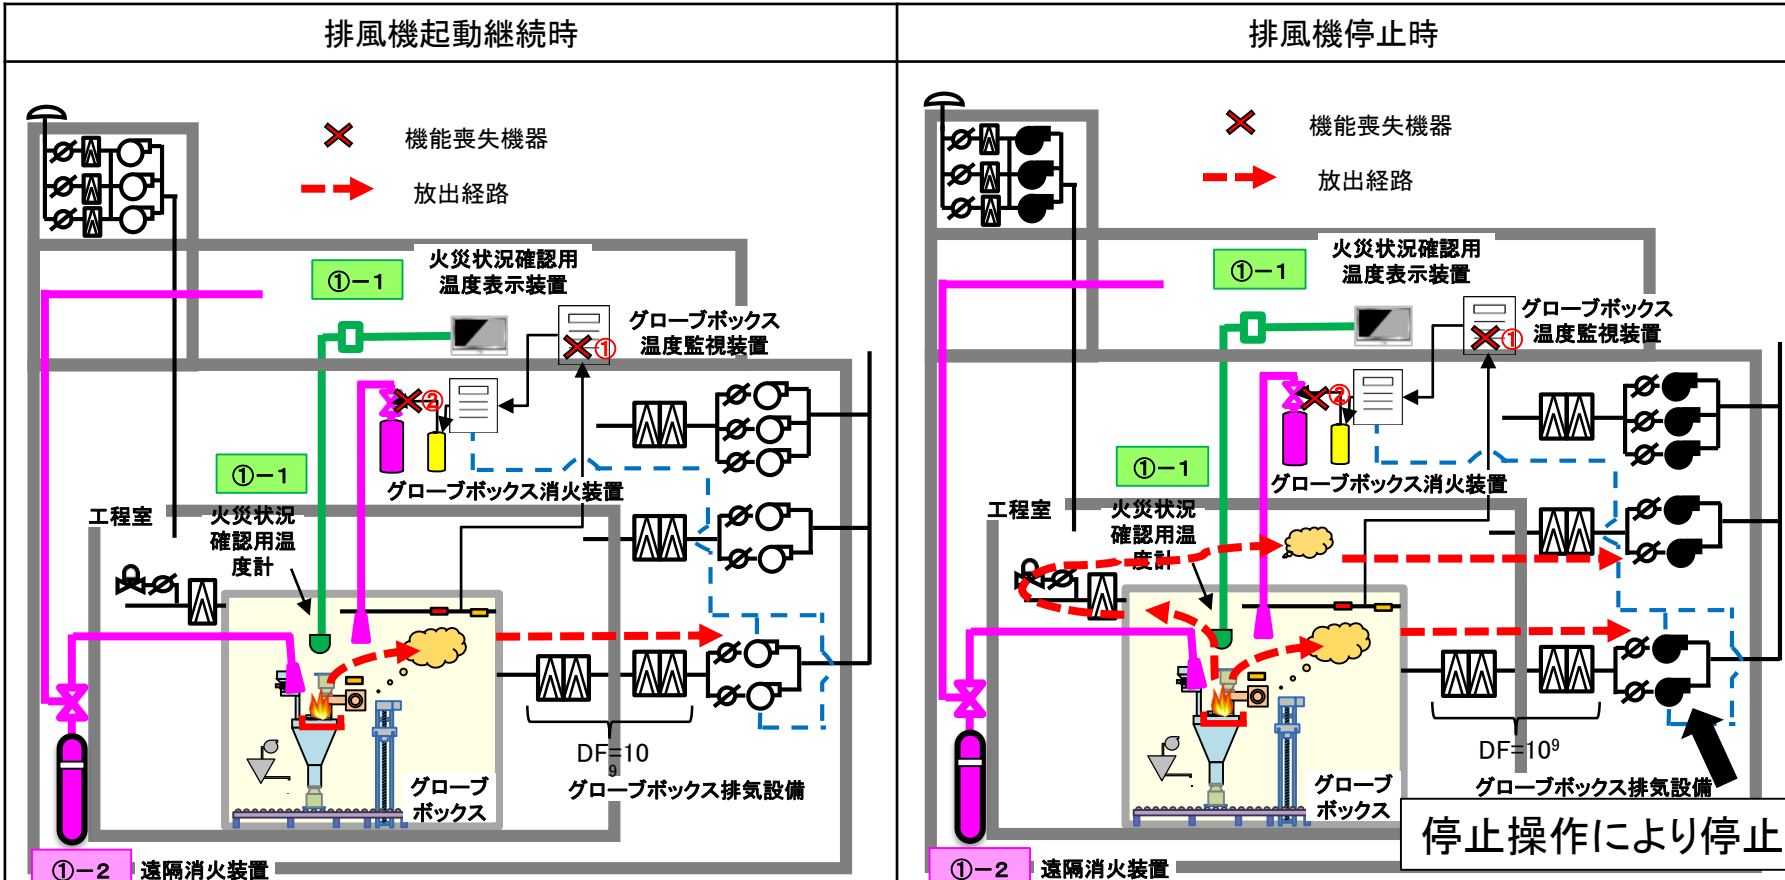 排風機起動継続時
機能喪失機器
放出経路
火災状況確認用
温度表示装置
①-1
グローブボックス
温度監視装置
①
②
①-1
グローブボックス消火装置
工程室
火災状況
確認用温
度計
DF=10
9
グローブボックス排気設備
グローブ
ボックス
①-2
遠隔消火装置
排風機停止時
機能喪失機器
放出経路
火災状況確認用
温度表示装置
①-1
グローブボックス
温度監視装置
①
②
①-1
グローブボックス消火装置
工程室
火災状況
確認用温
度計
DF=10⁹
グローブボックス排気設備
グローブ
ボックス
停止操作により停止
①-2
遠隔消火装置